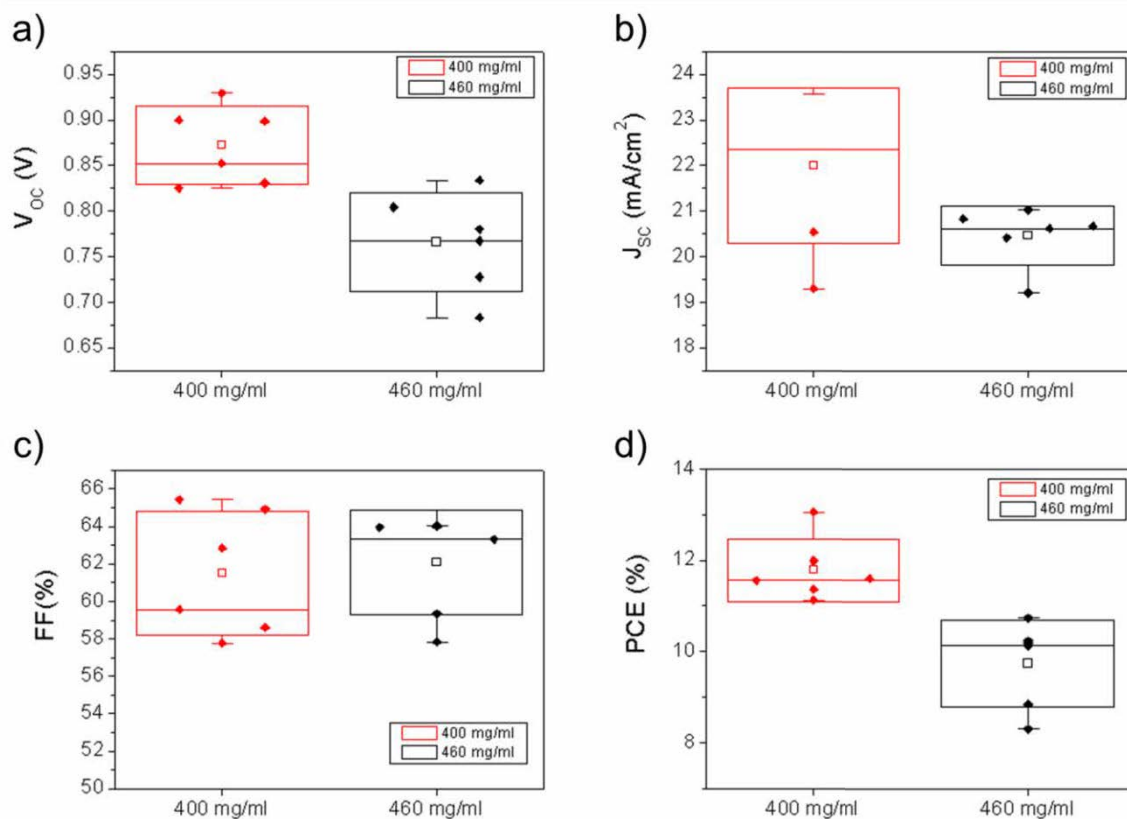 a)
V_OC (V)
0.95
0.90
0.85
0.80
0.75
0.70
0.65
400 mg/ml
460 mg/ml
400 mg/ml
460 mg/ml
b)
J_SC (mA/cm²)
24
23
22
21
20
19
18
400 mg/ml
460 mg/ml
400 mg/ml
460 mg/ml
c)
FF(%)
66
64
62
60
58
56
54
52
50
400 mg/ml
460 mg/ml
400 mg/ml
460 mg/ml
d)
PCE (%)
14
12
10
8
400 mg/ml
460 mg/ml
400 mg/ml
460 mg/ml